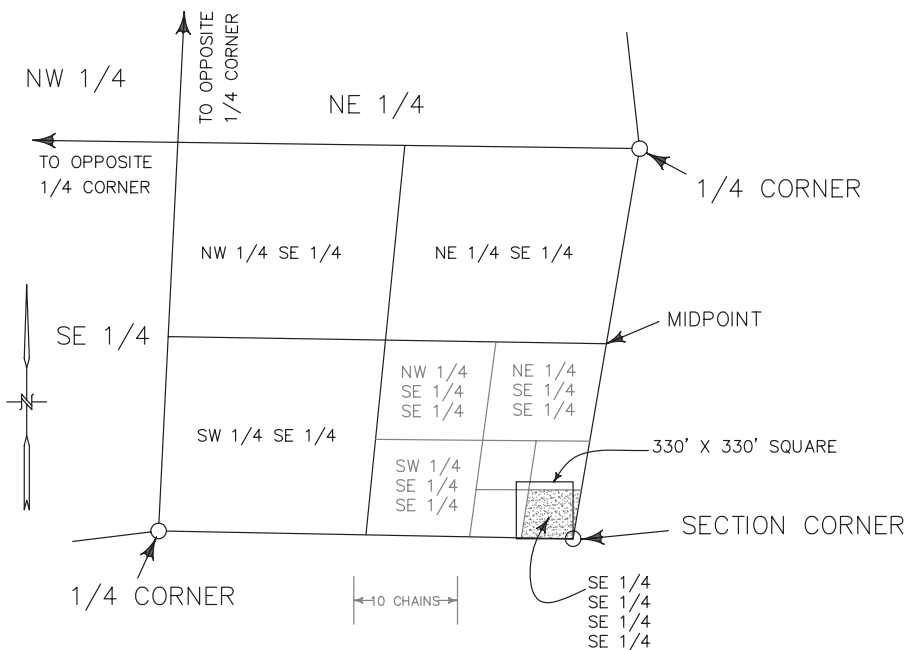 TO OPPOSITE
1/4 CORNER
NW 1/4
NE 1/4
TO OPPOSITE
1/4 CORNER
1/4 CORNER
NW 1/4 SE 1/4
NE 1/4 SE 1/4
MIDPOINT
SE 1/4
NW 1/4
SE 1/4
SE 1/4
NE 1/4
SE 1/4
SE 1/4
N
SW 1/4 SE 1/4
330' X 330' SQUARE
SW 1/4
SE 1/4
SE 1/4
SECTION CORNER
1/4 CORNER
10 CHAINS
SE 1/4
SE 1/4
SE 1/4
SE 1/4